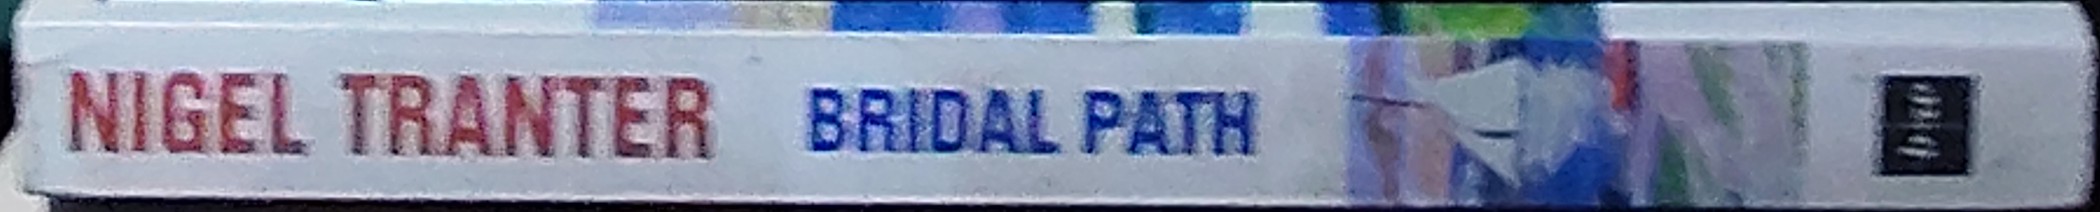 NIGEL TRANTER BRIDAL PATH